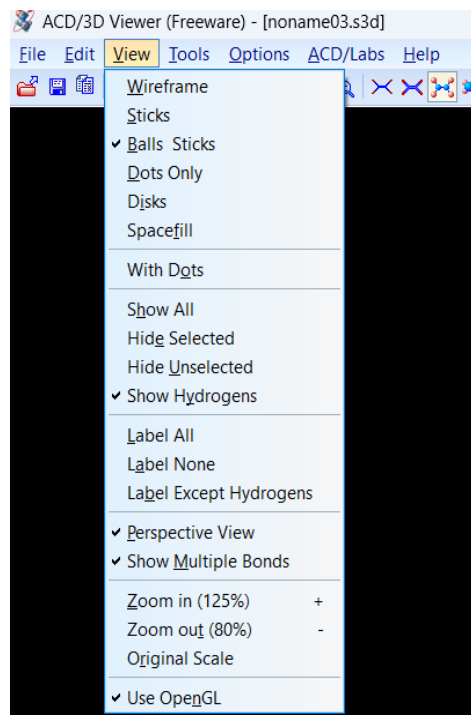 ACD/3D Viewer (Freeware) - [noname03.s3d]
File Edit View Tools Options ACD/Labs Help
Wireframe
Sticks
Balls Sticks
Dots Only
Disks
Spacefill
With Dots
Show All
Hide Selected
Hide Unselected
Show Hydrogens
Label All
Label None
Label Except Hydrogens
Perspective View
Show Multiple Bonds
Zoom in (125%) +
Zoom out (80%) -
Original Scale
Use OpenGL